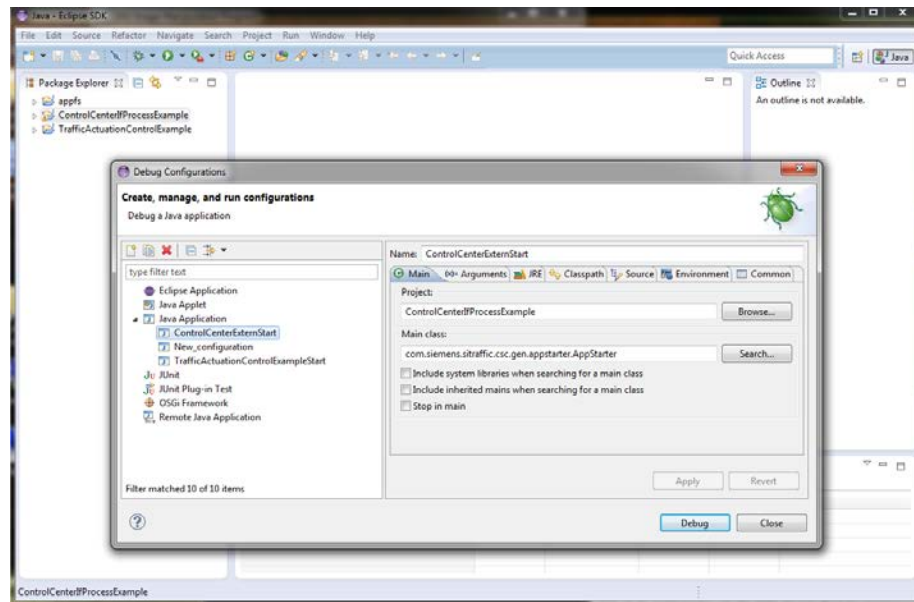 Java - Eclipse SDK
File Edit Source Refactor Navigate Search Project Run Window Help
Quick Access
Java
Package Explorer
appfs
ControlCenterIfProcessExample
TrafficActuationControlExample
Outline
An outline is not available.
Debug Configurations
Create, manage, and run configurations
Debug a Java application
type filter text
Eclipse Application
Java Applet
Java Application
ControlCenterExternStart
New_configuration
TrafficActuationControlExampleStart
JUnit
JUnit Plug-in Test
OSGi Framework
Remote Java Application
Filter matched 10 of 10 items
Name: ControlCenterExternStart
Main Arguments JRE Classpath Source Environment Common
Project:
ControlCenterIfProcessExample
Browse...
Main class:
com.siemens.sitraffic.csc.gen.appstarter.AppStarter
Search...
Include system libraries when searching for a main class
Include inherited mains when searching for a main class
Stop in main
Apply Revert
Debug Close
ControlCenterIfProcessExample